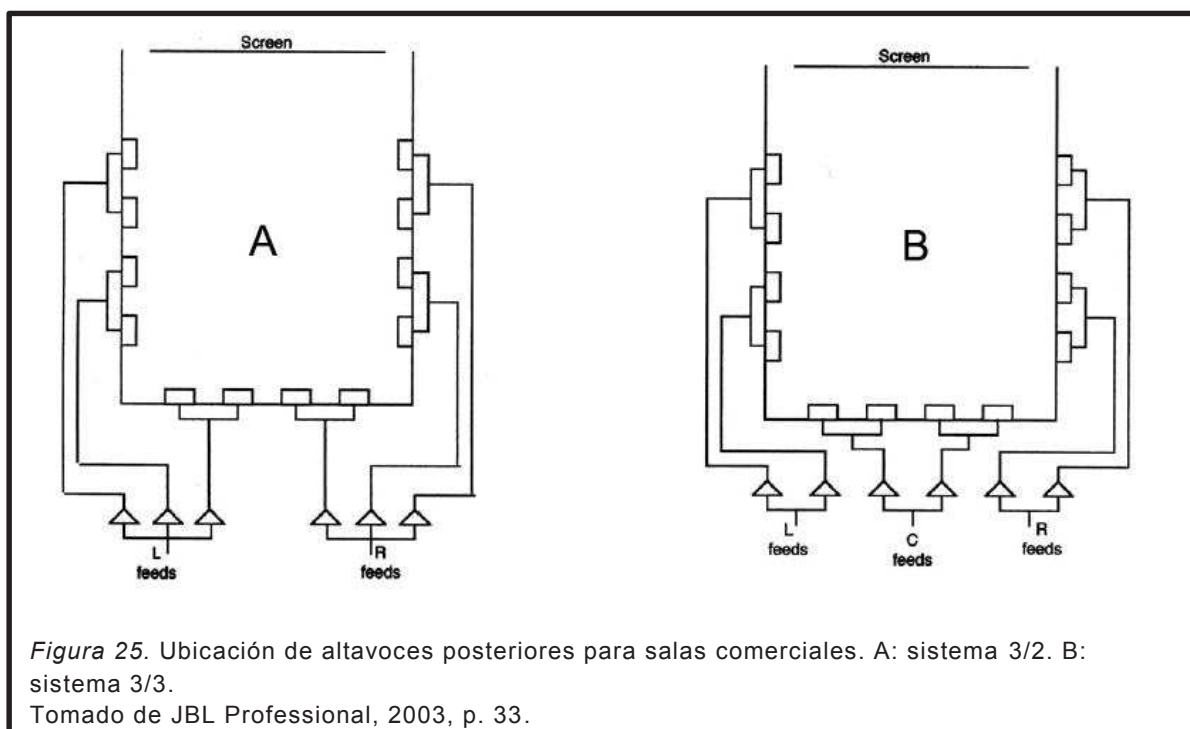 Screen
A
L
feeds
R
feeds
Screen
B
L
feeds
C
feeds
R
feeds
Figura 25. Ubicación de altavoces posteriores para salas comerciales. A: sistema 3/2. B:
sistema 3/3.
Tomado de JBL Professional, 2003, p. 33.